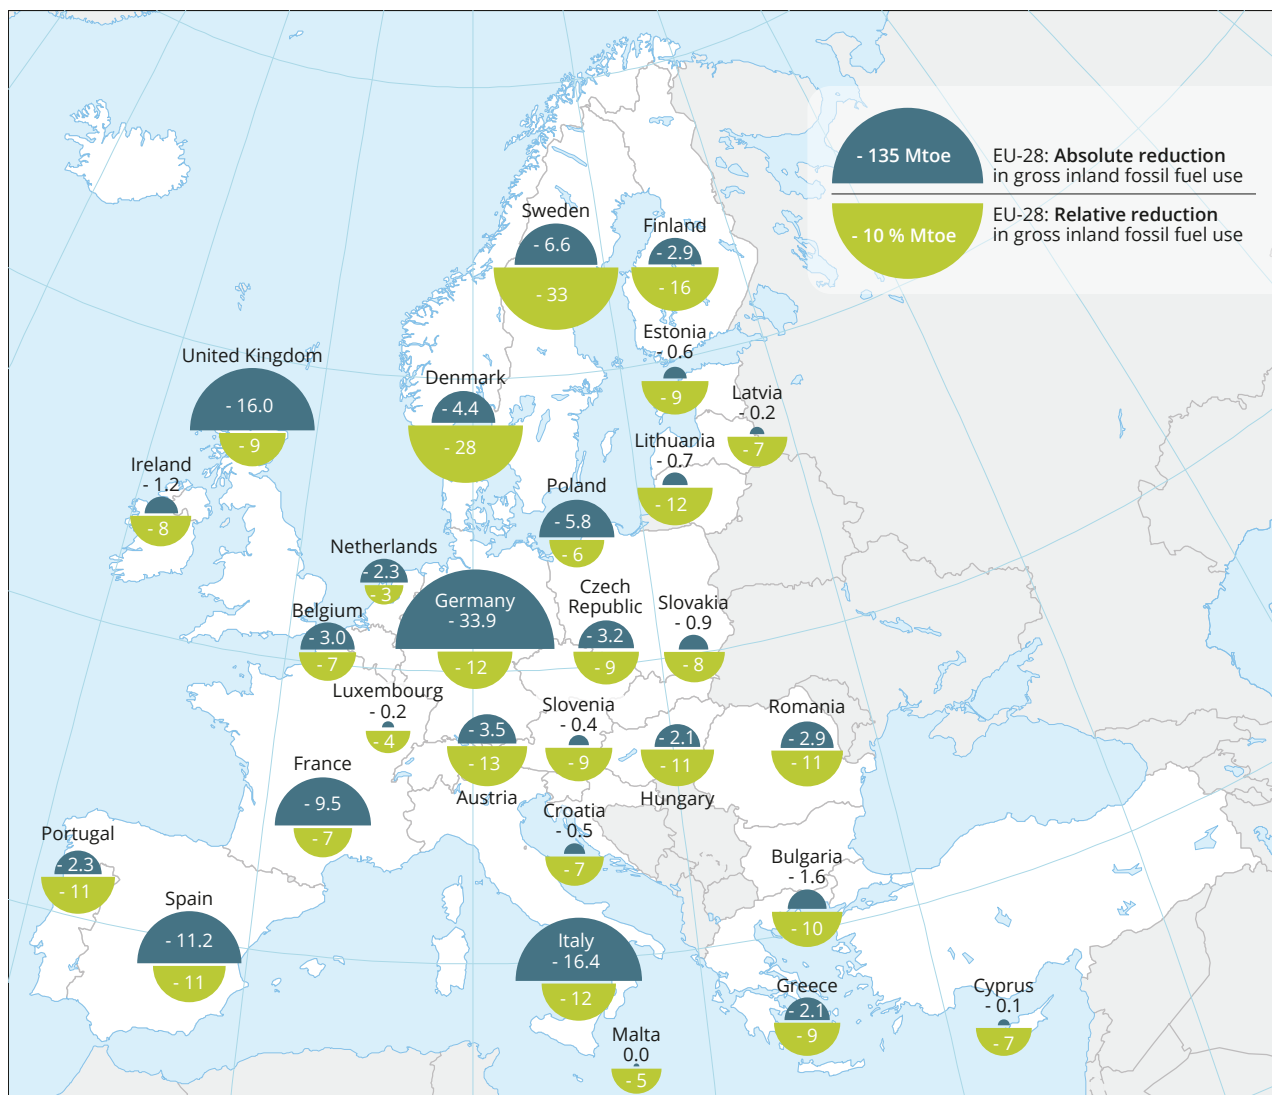 - 135 Mtoe
EU-28: Absolute reduction
in gross inland fossil fuel use
- 10 % Mtoe
EU-28: Relative reduction
in gross inland fossil fuel use
Sweden
- 6.6
- 33
Finland
- 2.9
- 16
Estonia
- 0.6
- 9
United Kingdom
- 16.0
- 9
Denmark
- 4.4
- 28
Latvia
- 0.2
- 7
Lithuania
- 0.7
- 12
Ireland
- 1.2
- 8
Poland
- 5.8
- 6
Netherlands
- 2.3
- 3
Germany
- 33.9
- 12
Czech
Republic
- 3.2
- 9
Slovakia
- 0.9
- 8
Belgium
- 3.0
- 7
Luxembourg
- 0.2
- 4
- 3.5
- 13
Austria
Slovenia
- 0.4
- 9
- 2.1
- 11
Hungary
Romania
- 2.9
- 11
France
- 9.5
- 7
Croatia
- 0.5
- 7
Portugal
- 2.3
- 11
Spain
- 11.2
- 11
Bulgaria
- 1.6
- 10
Italy
- 16.4
- 12
Greece
- 2.1
- 9
Cyprus
- 0.1
- 7
Malta
0.0
- 5